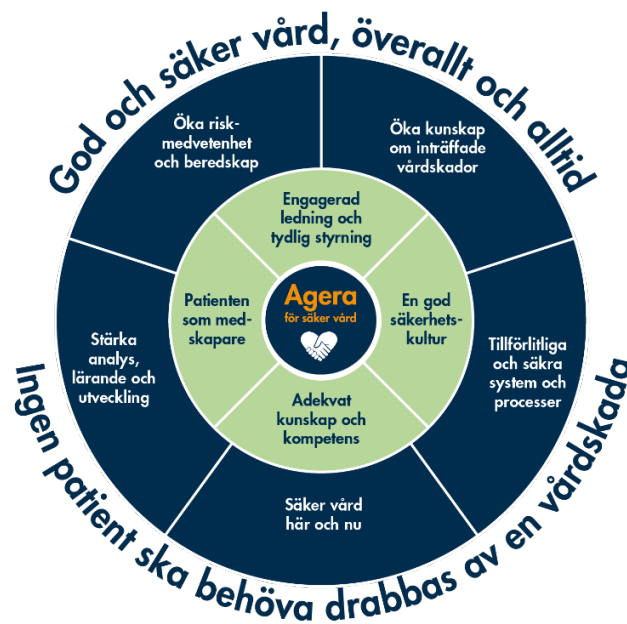 God och säker vård, överallt och alltid
Öka risk-
medvetenhet
och beredskap
Öka kunskap
om inträffade
vårdskador
Engagerad
ledning och
tydlig styrning
Patienten
som med-
skapare
Agera
för säker vård
En god
säkerhets-
kultur
Stärka
analys,
lärande och
utveckling
Tillförlitliga
och säkra
system och
processer
Adekvat
kunskap och
kompetens
Säker vård
här och nu
Ingen patient ska behöva drabbas av en vårdskada